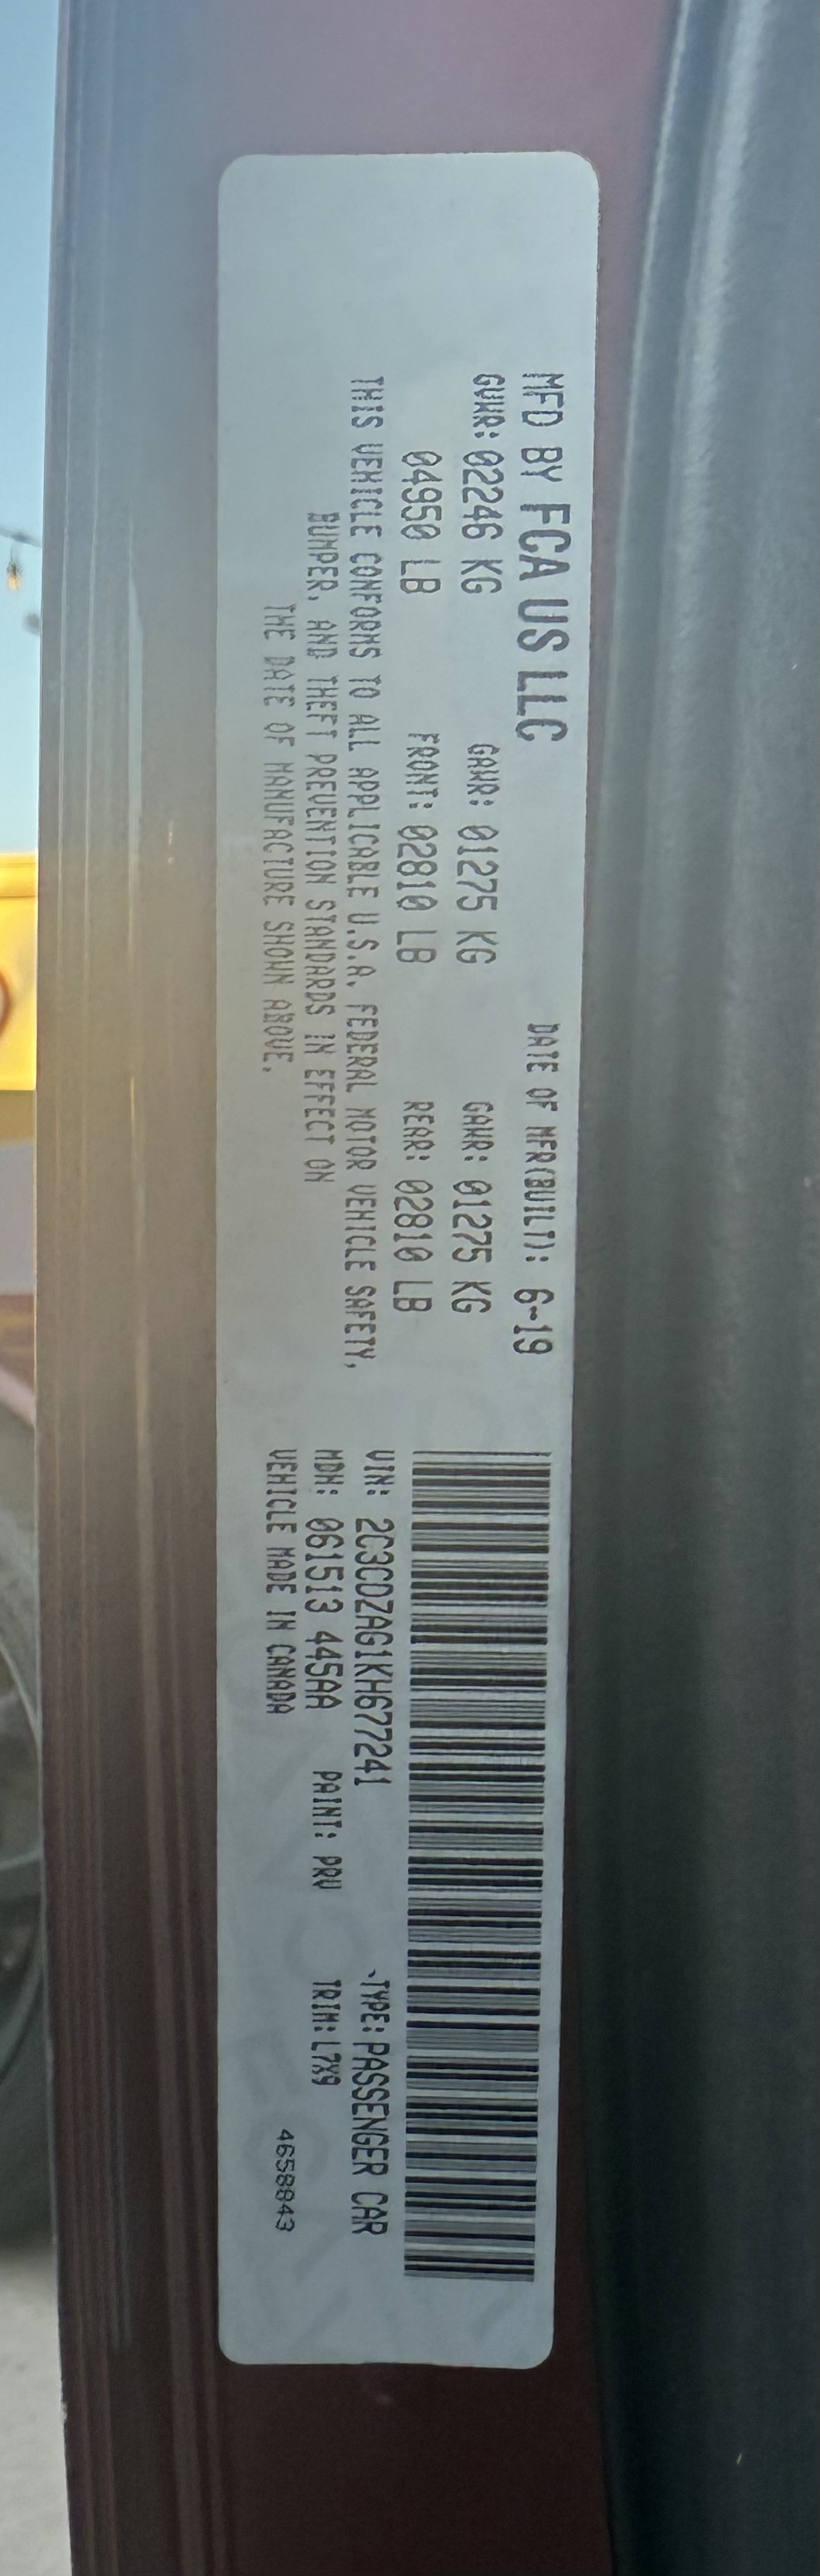 MFD BY FCA US LLC
DATE OF MFR(BUILT): 6-19
GVWR: 02246 KG
04950 LB
GAWR: 01275 KG
FRONT: 02810 LB
GAWR: 01275 KG
REAR: 02810 LB
THIS VEHICLE CONFORMS TO ALL APPLICABLE U.S.A. FEDERAL MOTOR VEHICLE SAFETY,
BUMPER, AND THEFT PREVENTION STANDARDS IN EFFECT ON
THE DATE OF MANUFACTURE SHOWN ABOVE.
VIN: 2C3CDZAG1KH677241
TYPE: PASSENGER CAR
MDH: 061513 445AA
PAINT: PRV
TRIM: L7X9
VEHICLE MADE IN CANADA
4658843